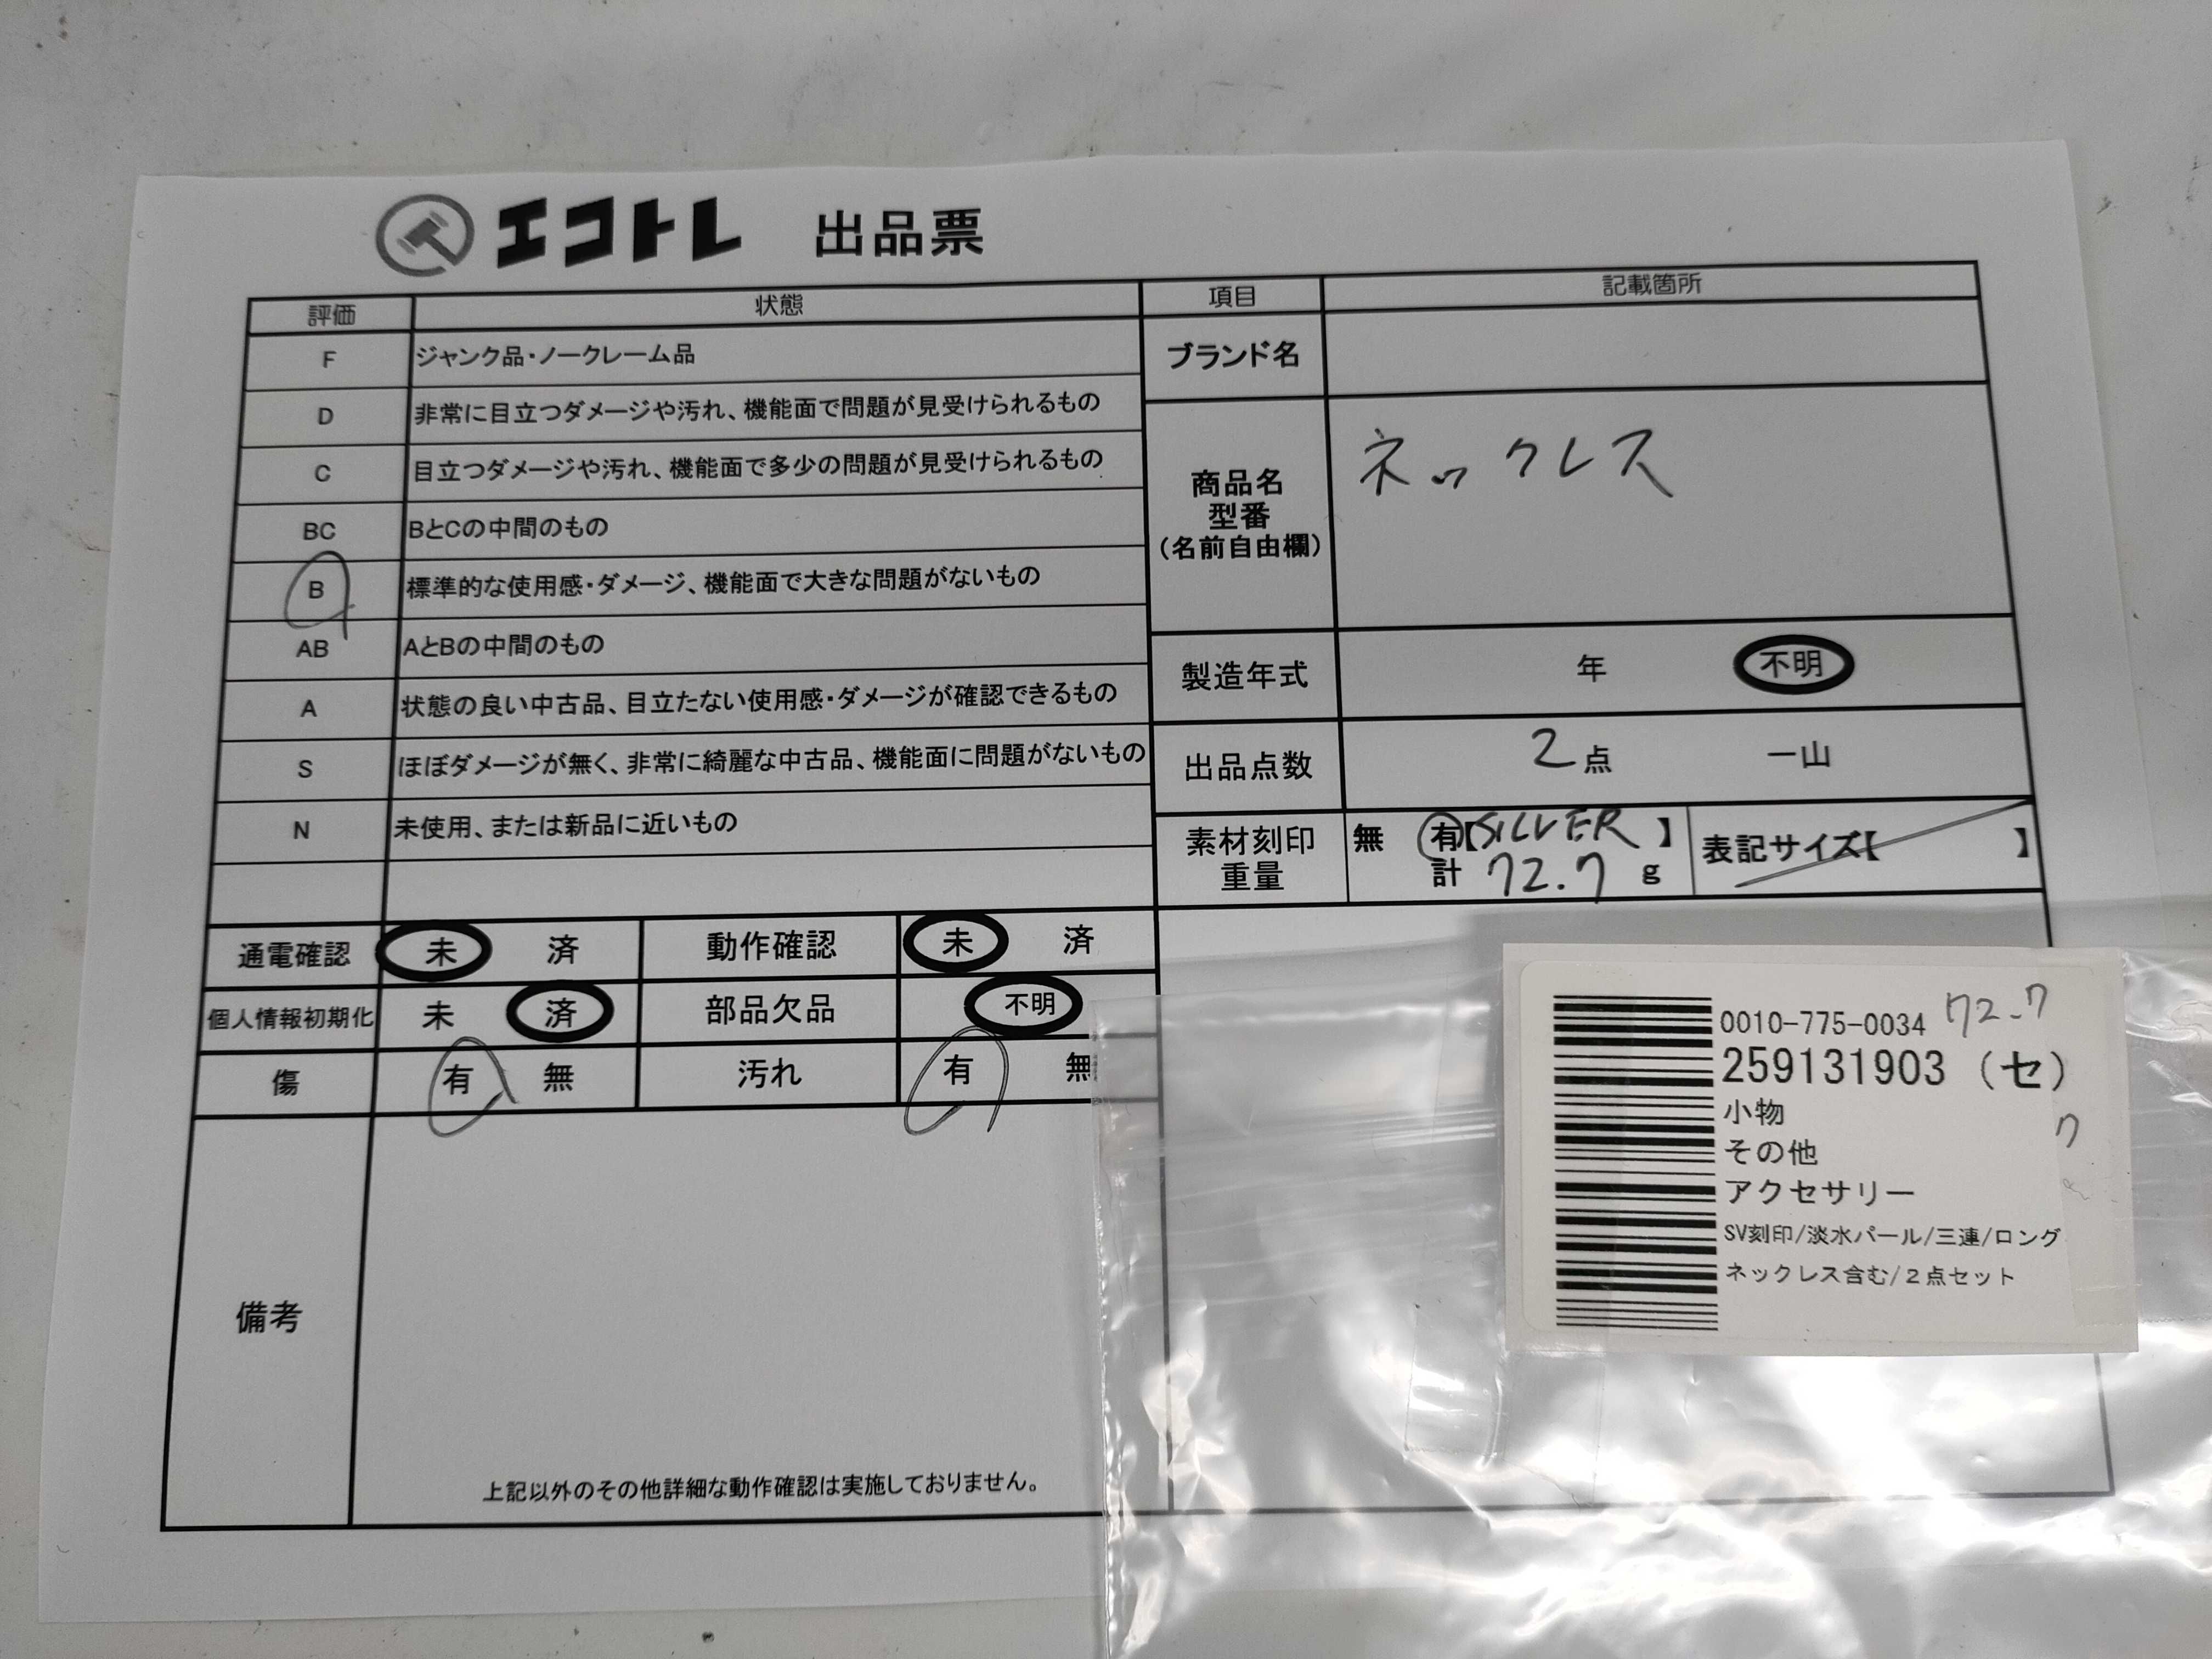 エコトレ 出品票
評価 状態 項目 記載箇所
F ジャンク品・ノークレーム品
D 非常に目立つダメージや汚れ、機能面で問題が見受けられるもの
C 目立つダメージや汚れ、機能面で多少の問題が見受けられるもの
BC BとCの中間のもの
B 標準的な使用感・ダメージ、機能面で大きな問題がないもの
AB AとBの中間のもの
A 状態の良い中古品、目立たない使用感・ダメージが確認できるもの
S ほぼダメージが無く、非常に綺麗な中古品、機能面に問題がないもの
N 未使用、または新品に近いもの
ブランド名
商品名
型番
(名前自由欄)
ネックレス
製造年式 年 不明
出品点数 2点 一山
素材刻印 無 有【SILVER】 表記サイズ【 】
重量 計 72.7 g
通電確認 未 済 動作確認 未 済
個人情報初期化 未 済 部品欠品 不明
傷 有 無 汚れ 有 無
備考
上記以外のその他詳細な動作確認は実施しておりません。
0010-775-0034 72.7
259131903 (セ)
小物
その他
アクセサリー
SV刻印/淡水パール/三連/ロング
ネックレス含む/2点セット